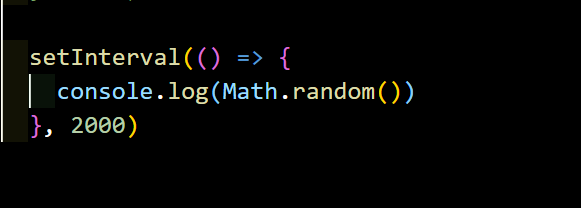 setInterval(() => {
  console.log(Math.random())
}, 2000)